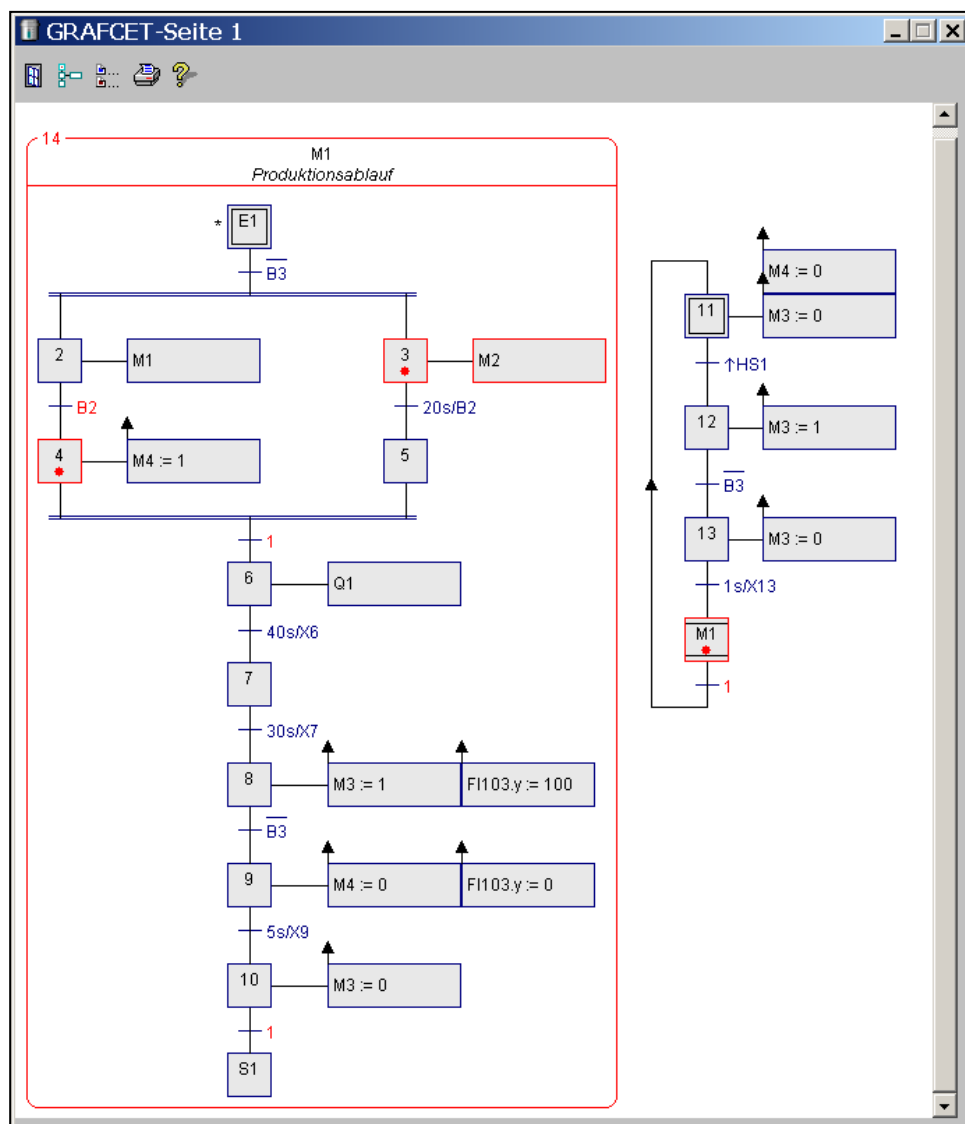 GRAFCET-Seite 1
14
M1
Produktionsablauf
* E1
B̅3̅
2
M1
3
M2
B2
20s/B2
4
M4 := 1
5
1
6
Q1
40s/X6
7
30s/X7
8
M3 := 1
FI103.y := 100
B̅3̅
9
M4 := 0
FI103.y := 0
5s/X9
10
M3 := 0
1
S1
M4 := 0
11
M3 := 0
↑HS1
12
M3 := 1
B̅3̅
13
M3 := 0
1s/X13
M1
1